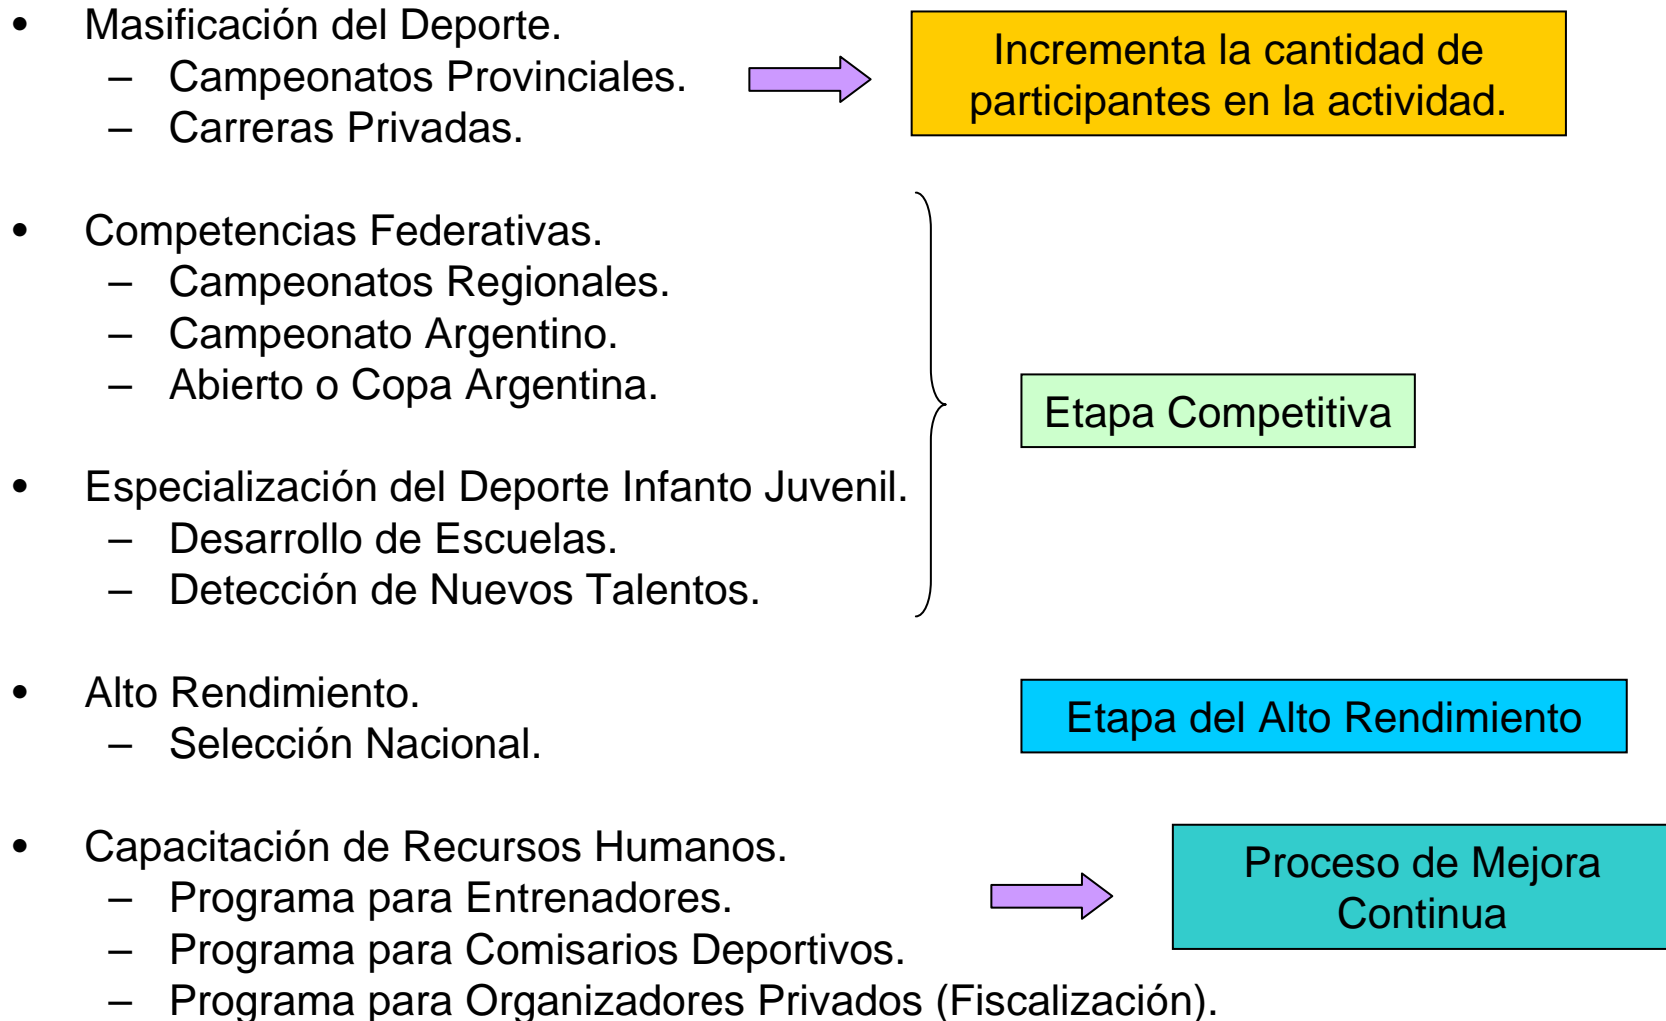 • Masificación del Deporte.
– Campeonatos Provinciales.
– Carreras Privadas.
Incrementa la cantidad de
participantes en la actividad.
• Competencias Federativas.
– Campeonatos Regionales.
– Campeonato Argentino.
– Abierto o Copa Argentina.
• Especialización del Deporte Infanto Juvenil.
– Desarrollo de Escuelas.
– Detección de Nuevos Talentos.
Etapa Competitiva
• Alto Rendimiento.
– Selección Nacional.
Etapa del Alto Rendimiento
• Capacitación de Recursos Humanos.
– Programa para Entrenadores.
– Programa para Comisarios Deportivos.
– Programa para Organizadores Privados (Fiscalización).
Proceso de Mejora
Continua